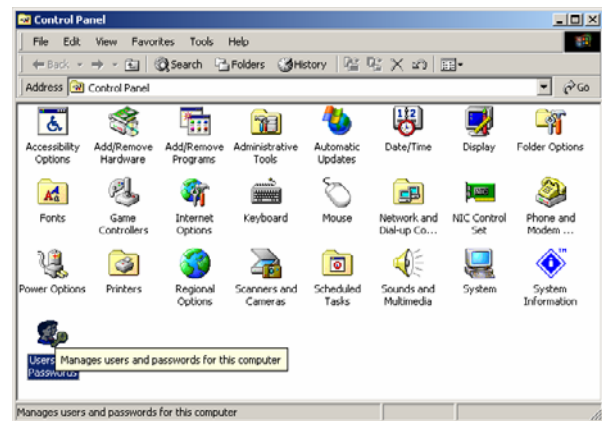 Control Panel
File Edit View Favorites Tools Help
Back Search Folders History
Address Control Panel Go
Accessibility Options
Add/Remove Hardware
Add/Remove Programs
Administrative Tools
Automatic Updates
Date/Time
Display
Folder Options
Fonts
Game Controllers
Internet Options
Keyboard
Mouse
Network and Dial-up Co...
NIC Control Set
Phone and Modem ...
Power Options
Printers
Regional Options
Scanners and Cameras
Scheduled Tasks
Sounds and Multimedia
System
System Information
Users
Passwords
Manages users and passwords for this computer
Manages users and passwords for this computer